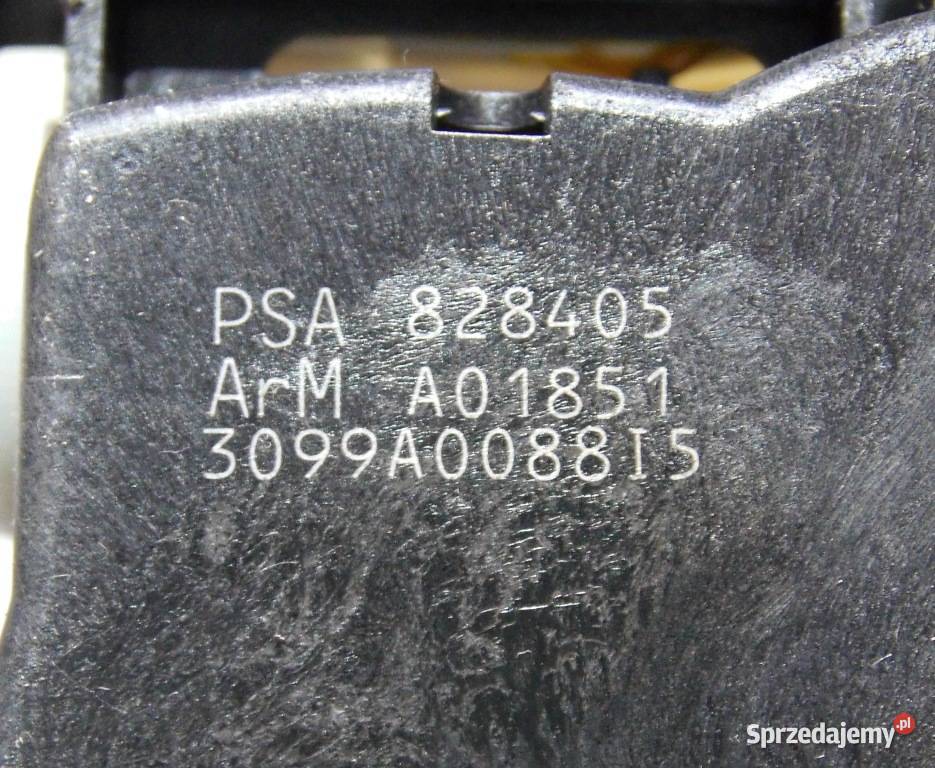 PSA 828405
ArM A01851
3099A0088I5
Sprzedajemy.pl